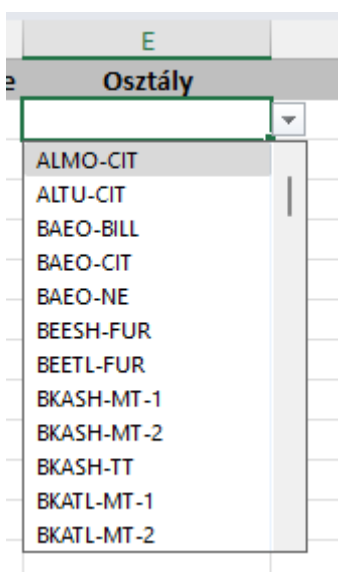 E
e Osztály
ALMO-CIT
ALTU-CIT
BAEO-BILL
BAEO-CIT
BAEO-NE
BEESH-FUR
BEETL-FUR
BKASH-MT-1
BKASH-MT-2
BKASH-TT
BKATL-MT-1
BKATL-MT-2